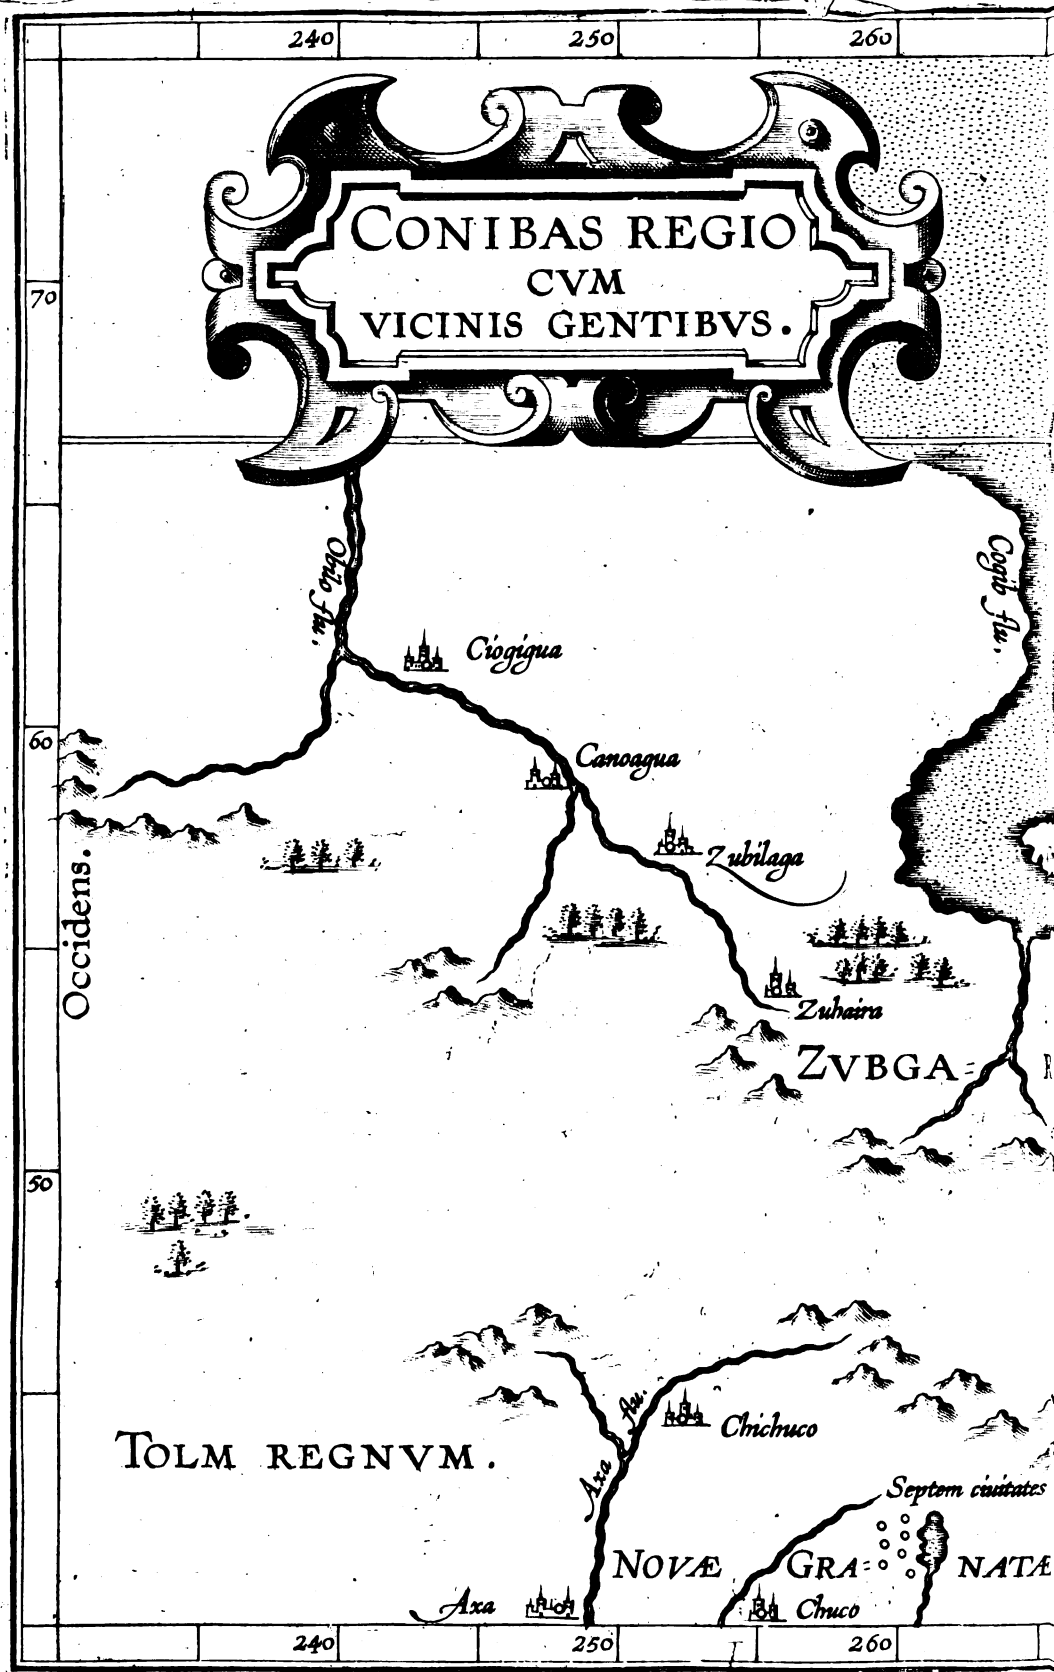 240 250 260
CONIBAS REGIO
CVM
VICINIS GENTIBVS.
70
Obilo flu.
Cogib flu.
Ciogigua
60
Canoagua
Zubilaga
Occidens.
Zuhaira
ZVBGA=
R
50
Axa flu.
Chichuco
TOLM REGNVM.
Septem ciuitates
NOVÆ GRA= NATÆ
Axa
Chuco
240 250 260